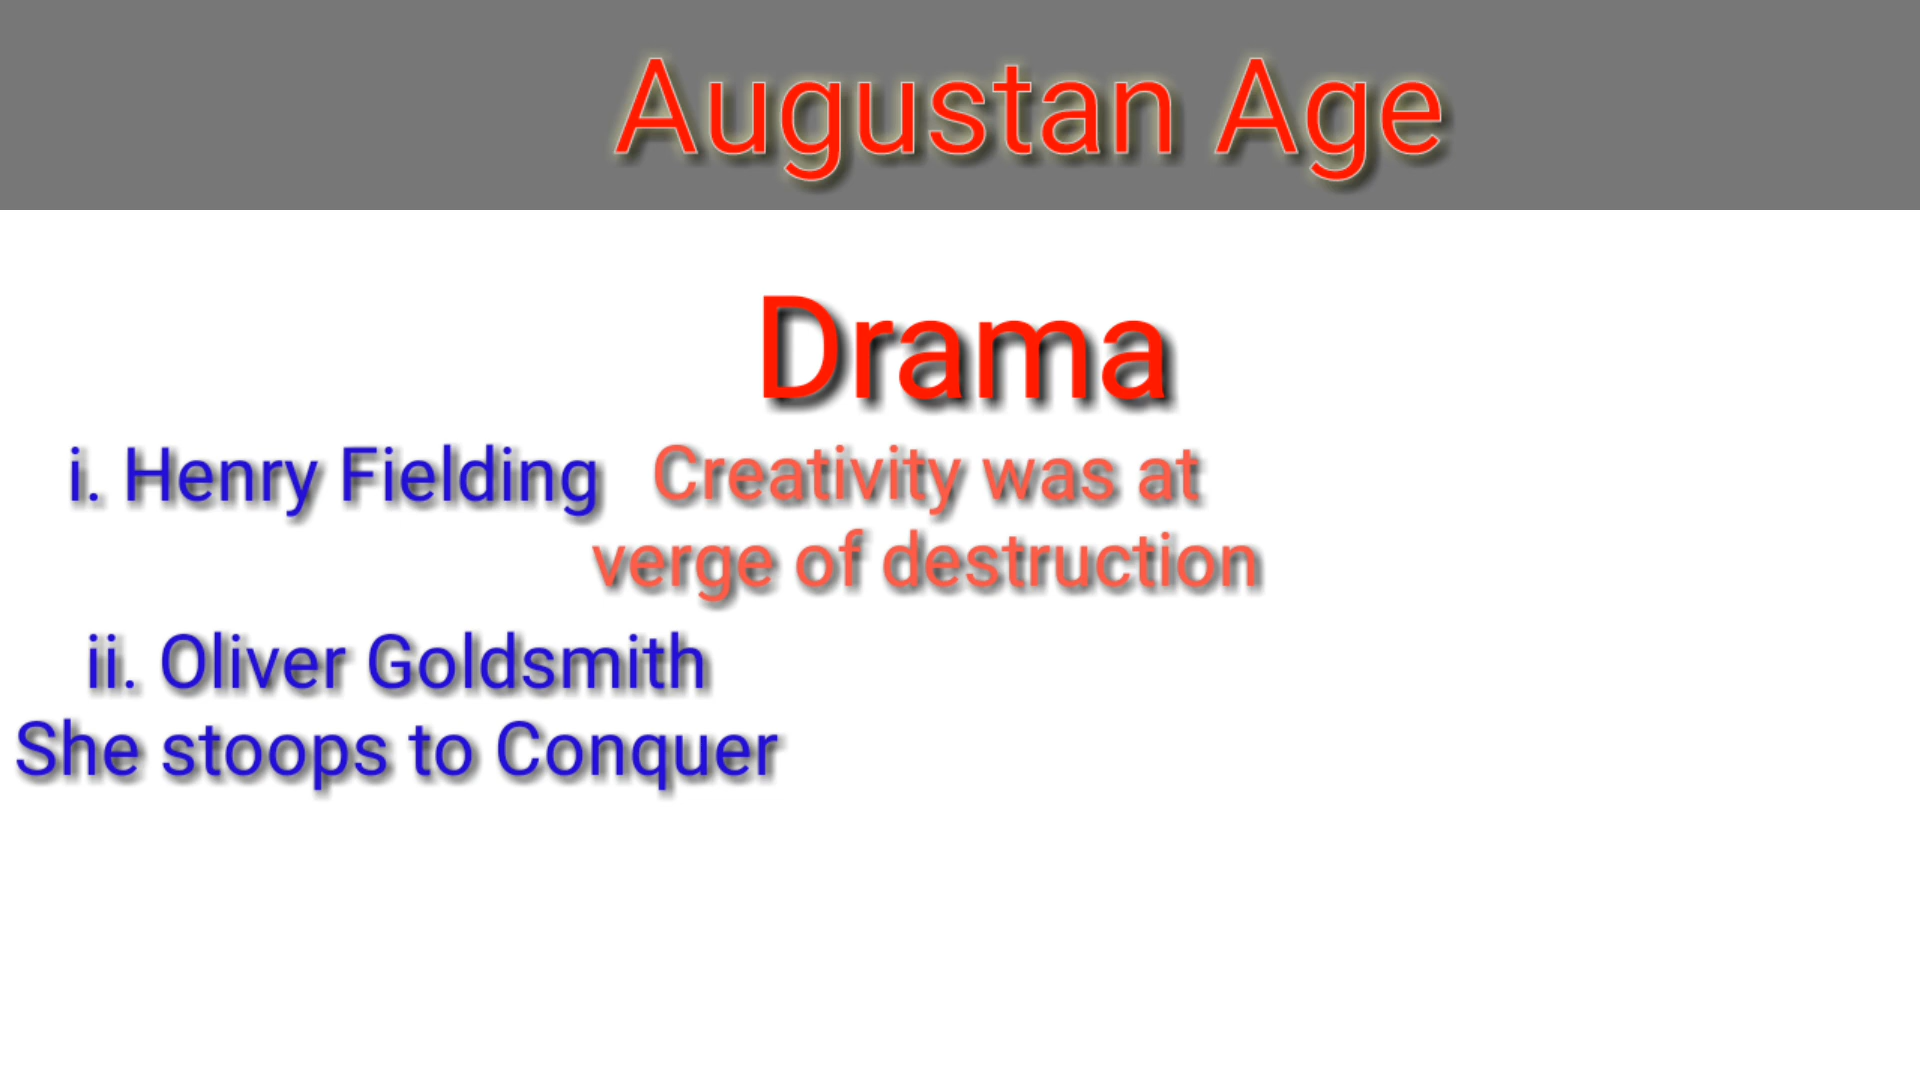 Augustan Age
Drama
i. Henry Fielding
Creativity was at
verge of destruction
ii. Oliver Goldsmith
She stoops to Conquer